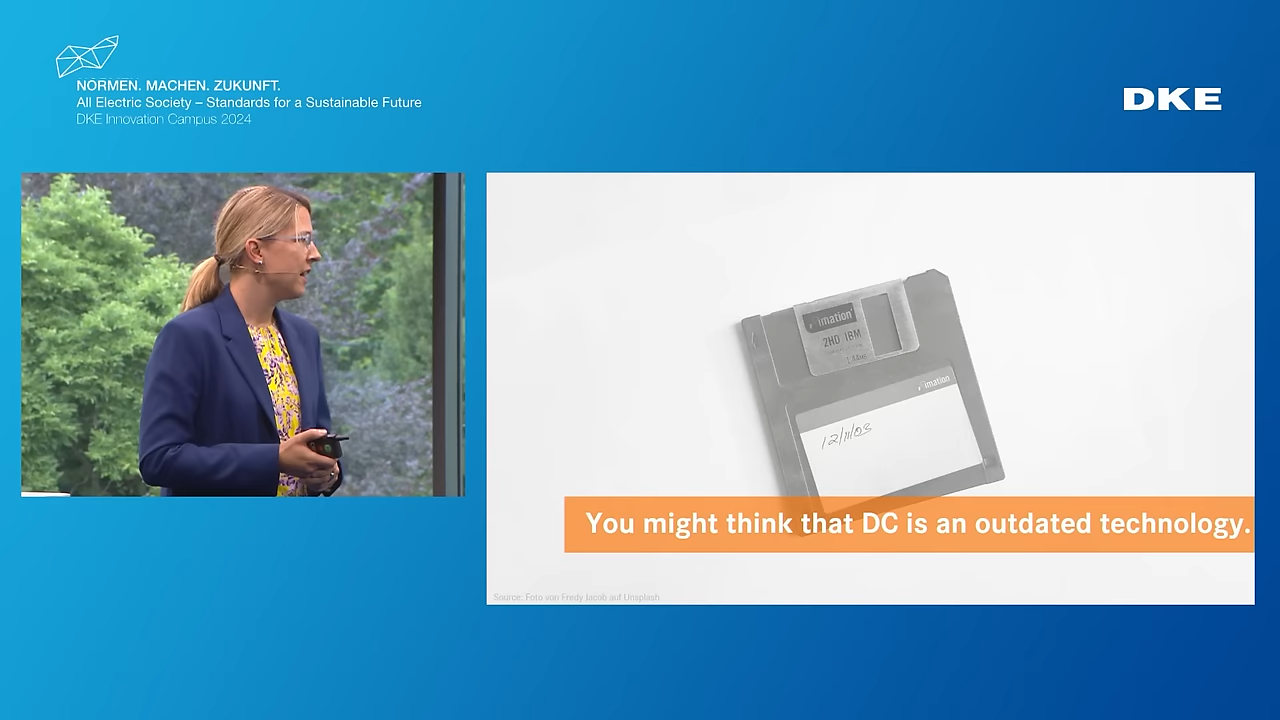 NORMEN. MACHEN. ZUKUNFT.
All Electric Society – Standards for a Sustainable Future
DKE Innovation Campus 2024
DKE
imation
2HD IBM
imation
12/11/03
You might think that DC is an outdated technology.
Source: Foto von Fredy Jacob auf Unsplash